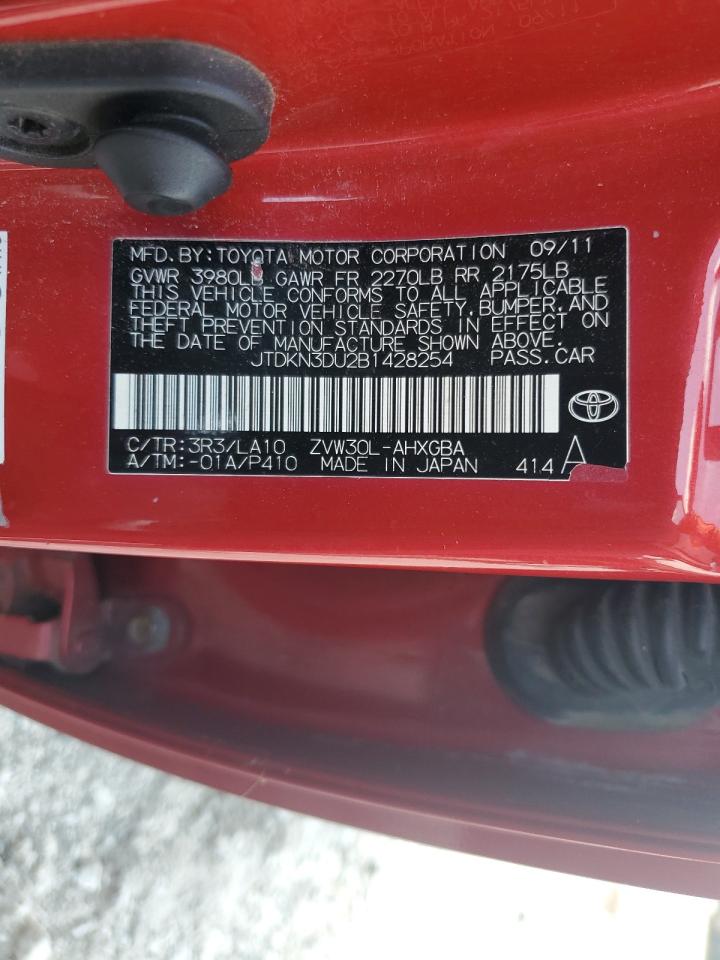 MFD. BY: TOYOTA MOTOR CORPORATION 09/11
GVWR 3980LB GAWR FR 2270LB RR 2175LB
THIS VEHICLE CONFORMS TO ALL APPLICABLE
FEDERAL MOTOR VEHICLE SAFETY, BUMPER, AND
THEFT PREVENTION STANDARDS IN EFFECT ON
THE DATE OF MANUFACTURE SHOWN ABOVE.
JTDKN3DU2B1428254 PASS. CAR
C/TR: 3R3/LA10 ZVW30L-AHXGBA
A/TM: -01A/P410 MADE IN JAPAN 414 A